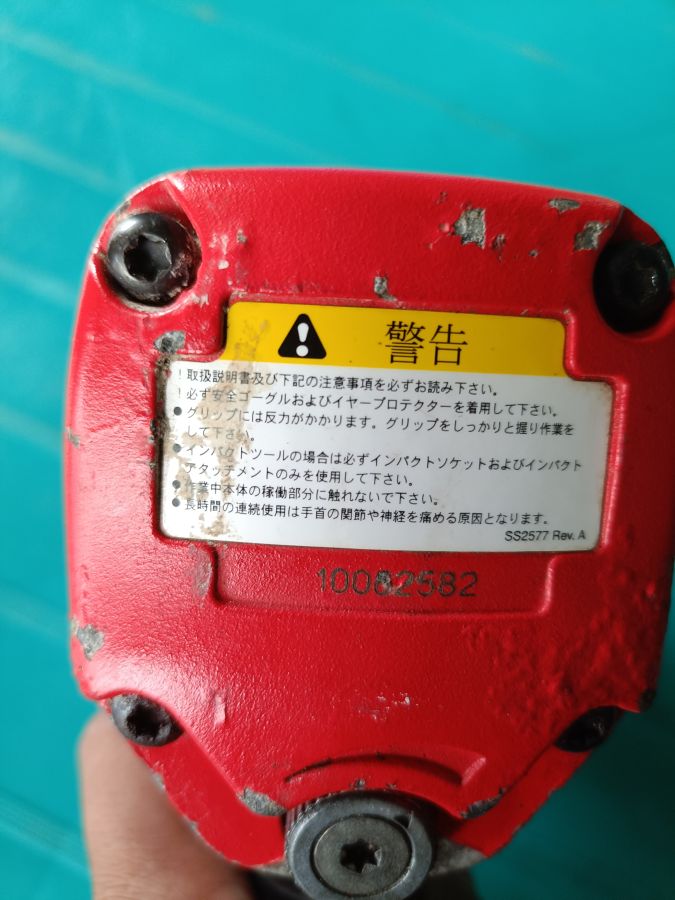 警告
！取扱説明書及び下記の注意事項を必ずお読み下さい。
！必ず安全ゴーグルおよびイヤープロテクターを着用して下さい。
●グリップには反力がかかります。グリップをしっかりと握り作業を
して下さい。
●インパクトツールの場合は必ずインパクトソケットおよびインパクト
アタッチメントのみを使用して下さい。
●作業中本体の稼働部分に触れないで下さい。
●長時間の連続使用は手首の関節や神経を痛める原因となります。
SS2577 Rev. A
10082582